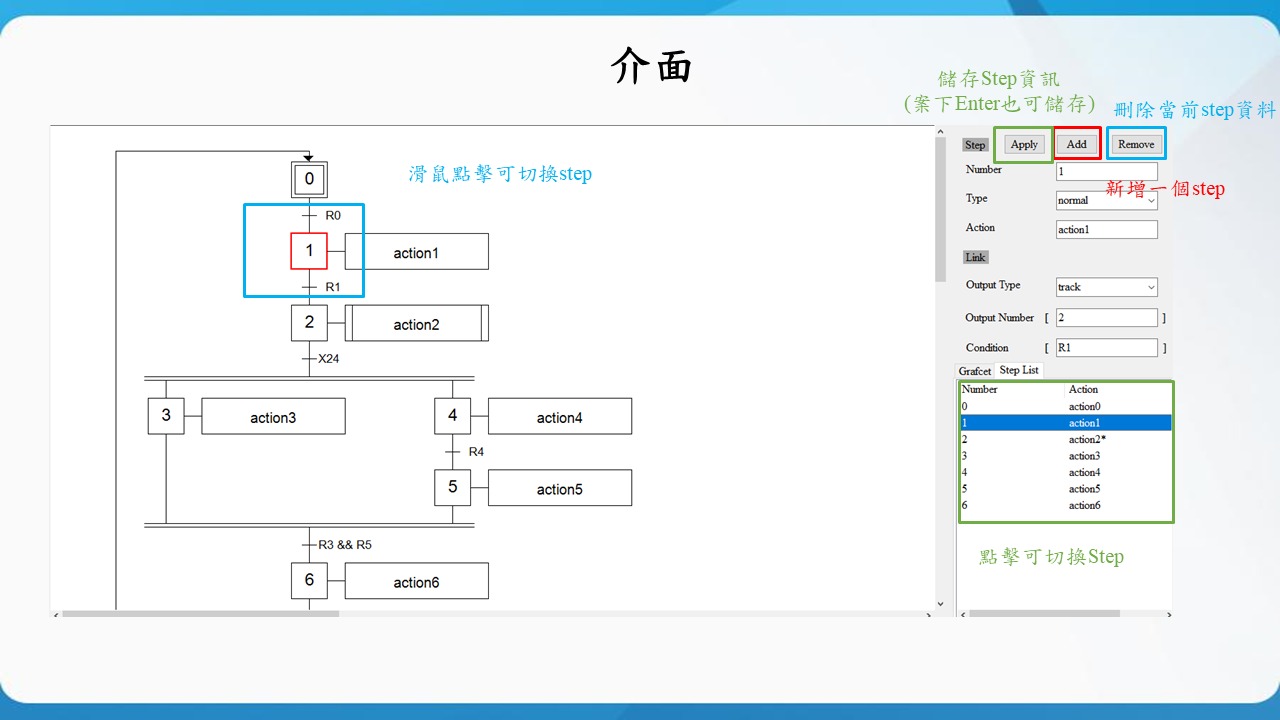 介面
儲存Step資訊
(案下Enter也可儲存)
刪除當前step資料
Step Apply Add Remove
新增一個step
Number 1
Type normal
Action action1
Link
Output Type track
Output Number [ 2 ]
Condition [ R1 ]
Grafcet Step List
Number Action
0 action0
1 action1
2 action2*
3 action3
4 action4
5 action5
6 action6
點擊可切換Step
滑鼠點擊可切換step
0
R0
1 action1
R1
2 action2
X24
3 action3 4 action4
R4
5 action5
R3 && R5
6 action6